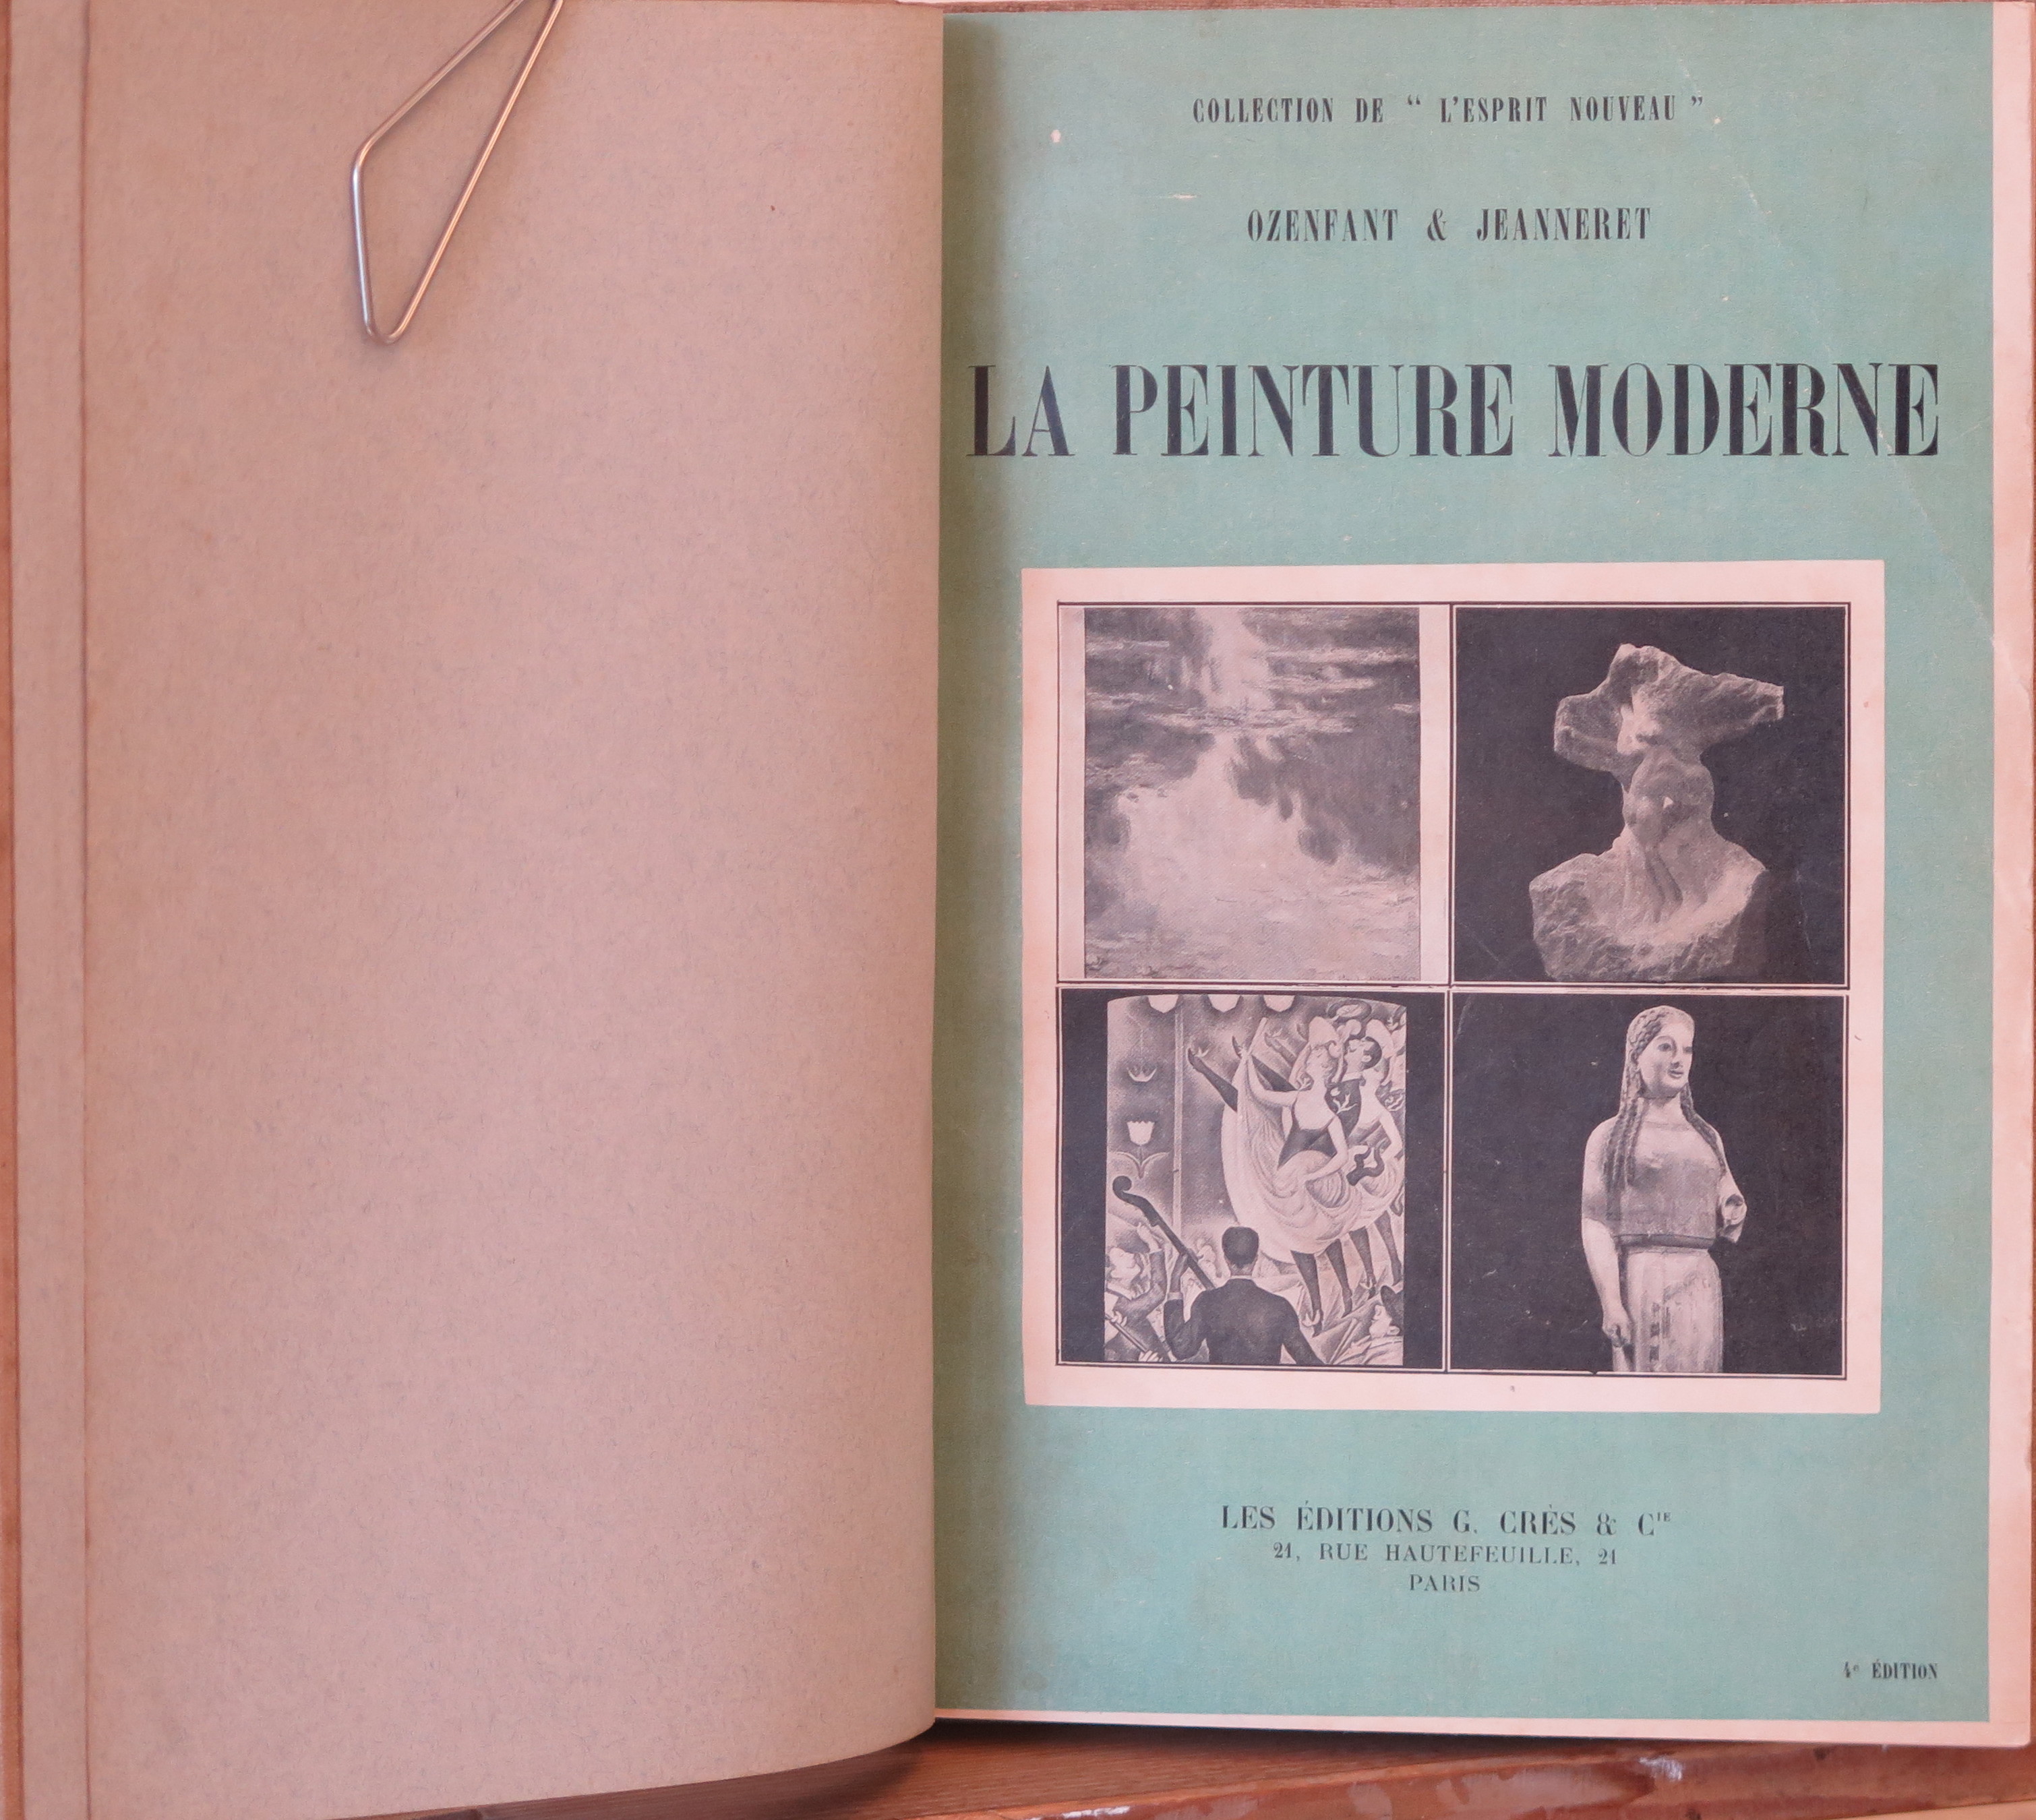 COLLECTION DE “ L'ESPRIT NOUVEAU ”
OZENFANT & JEANNERET
LA PEINTURE MODERNE
LES ÉDITIONS G. CRÈS & CIE
21, RUE HAUTEFEUILLE, 21
PARIS
4e ÉDITION